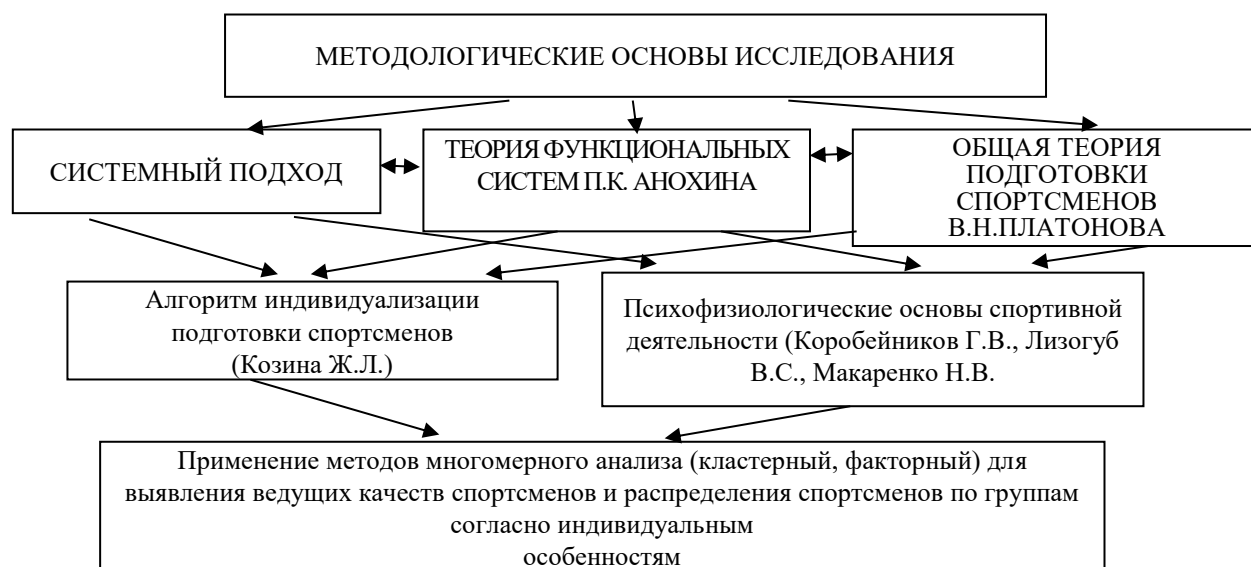 МЕТОДОЛОГИЧЕСКИЕ ОСНОВЫ ИССЛЕДОВАНИЯ
СИСТЕМНЫЙ ПОДХОД
ТЕОРИЯ ФУНКЦИОНАЛЬНЫХ
СИСТЕМ П.К. АНОХИНА
ОБЩАЯ ТЕОРИЯ
ПОДГОТОВКИ
СПОРТСМЕНОВ
В.Н.ПЛАТОНОВА
Алгоритм индивидуализации
подготовки спортсменов
(Козина Ж.Л.)
Психофизиологические основы спортивной
деятельности (Коробейников Г.В., Лизогуб
В.С., Макаренко Н.В.
Применение методов многомерного анализа (кластерный, факторный) для
выявления ведущих качеств спортсменов и распределения спортсменов по группам
согласно индивидуальным
особенностям